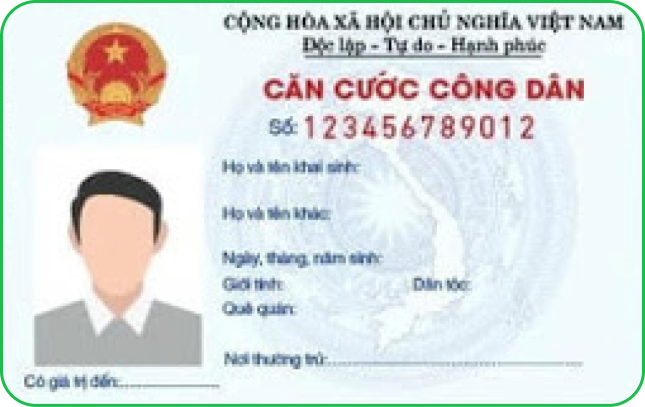 CỘNG HÒA XÃ HỘI CHỦ NGHĨA VIỆT NAM
Độc lập - Tự do - Hạnh phúc
CĂN CƯỚC CÔNG DÂN
Số: 123456789012
Họ và tên khai sinh:
Họ và tên khác:
Ngày, tháng, năm sinh:
Giới tính: Dân tộc:
Quê quán:
Nơi thường trú:
Có giá trị đến: